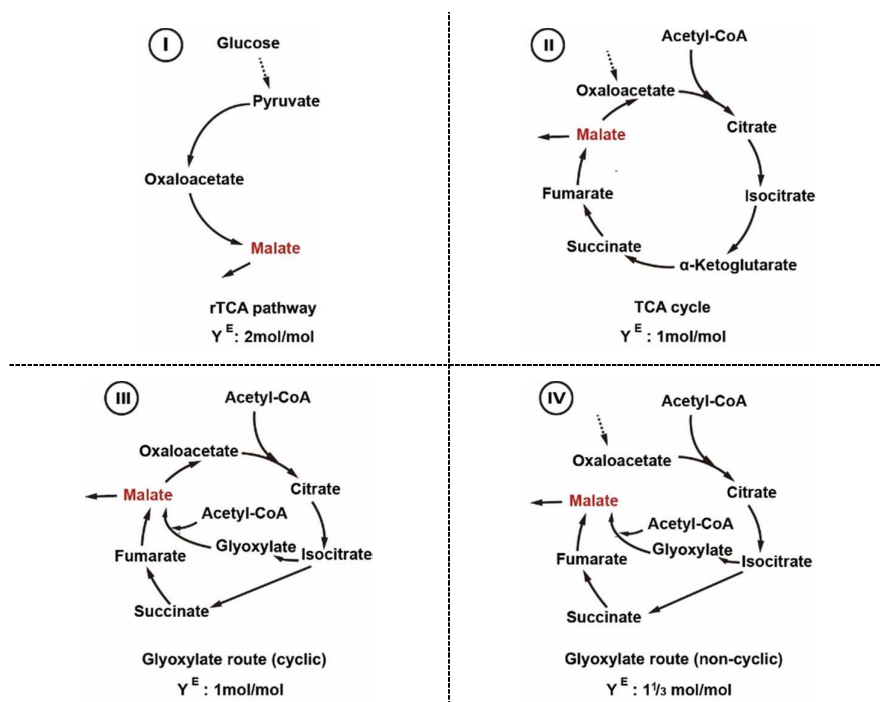 I
Glucose
Pyruvate
Oxaloacetate
Malate
rTCA pathway
Y E: 2mol/mol
II
Acetyl-CoA
Oxaloacetate
Malate
Citrate
Fumarate
Isocitrate
Succinate
α-Ketoglutarate
TCA cycle
Y E : 1mol/mol
III
Acetyl-CoA
Oxaloacetate
Malate
Citrate
Acetyl-CoA
Glyoxylate
Fumarate
Isocitrate
Succinate
Glyoxylate route (cyclic)
Y E : 1mol/mol
IV
Acetyl-CoA
Oxaloacetate
Malate
Citrate
Acetyl-CoA
Glyoxylate
Fumarate
Isocitrate
Succinate
Glyoxylate route (non-cyclic)
Y E : 1 1/3 mol/mol